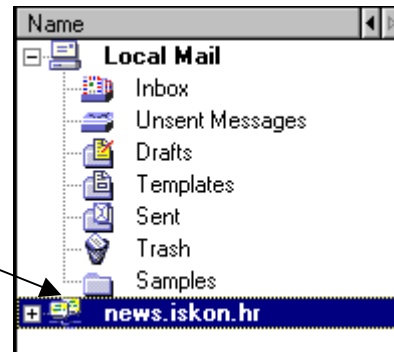 Name
Local Mail
Inbox
Unsent Messages
Drafts
Templates
Sent
Trash
Samples
news.iskon.hr